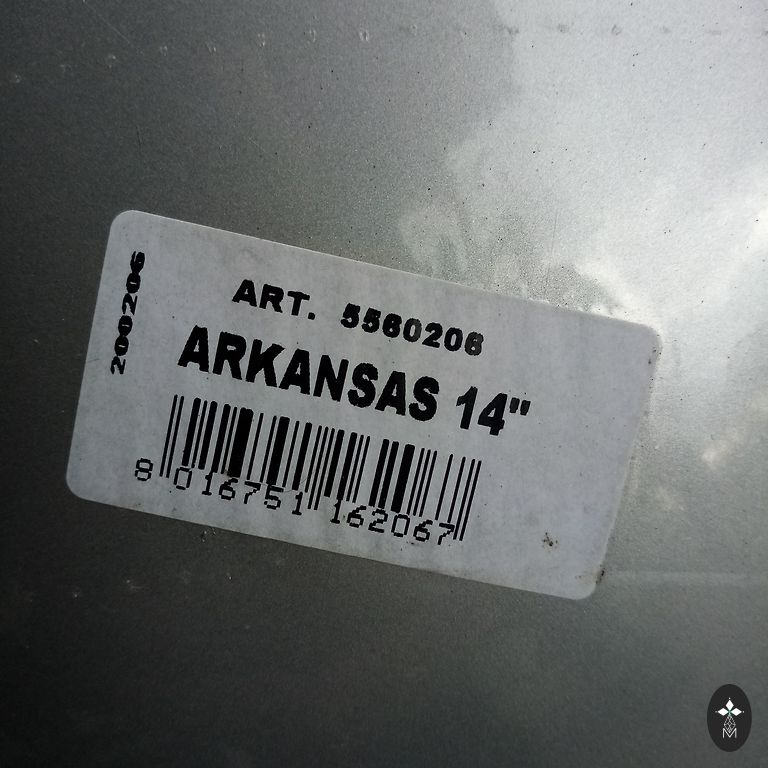 200206
ART. 5560206
ARKANSAS 14"
8 016751 162067
M